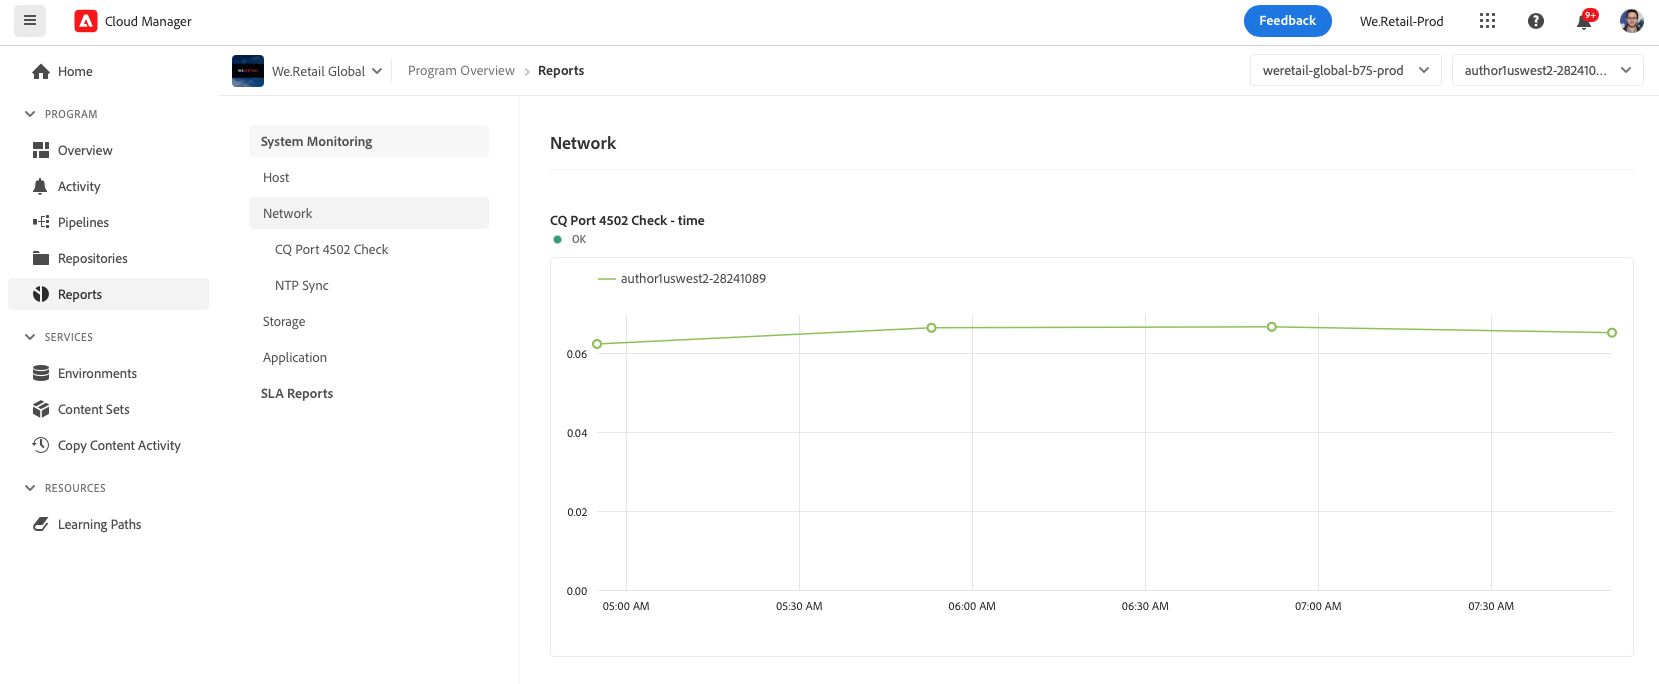 Cloud Manager
Feedback
We.Retail-Prod
9+
Home
PROGRAM
Overview
Activity
Pipelines
Repositories
Reports
SERVICES
Environments
Content Sets
Copy Content Activity
RESOURCES
Learning Paths
WE.RETAIL
We.Retail Global
Program Overview
Reports
weretail-global-b75-prod
author1uswest2-282410...
System Monitoring
Host
Network
CQ Port 4502 Check
NTP Sync
Storage
Application
SLA Reports
Network
CQ Port 4502 Check - time
OK
author1uswest2-28241089
0.06
0.04
0.02
0.00
05:00 AM 05:30 AM 06:00 AM 06:30 AM 07:00 AM 07:30 AM